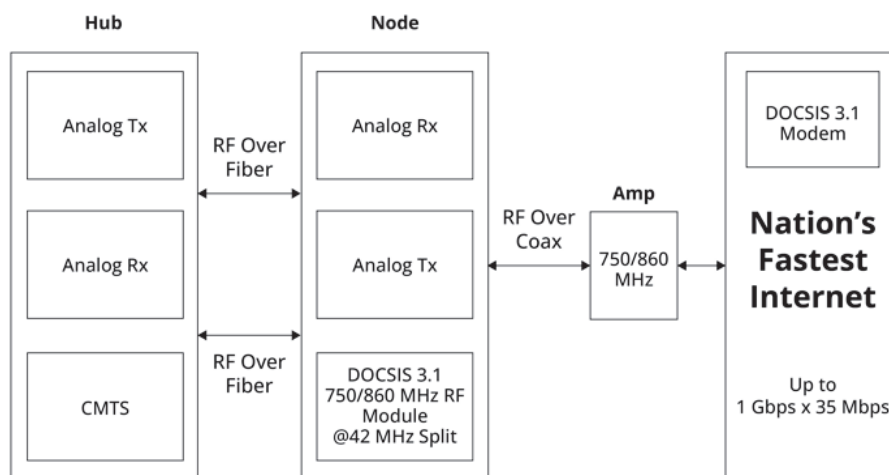 Hub
Node
Analog Tx
Analog Rx
CMTS
RF Over
Fiber
RF Over
Fiber
Analog Rx
Analog Tx
DOCSIS 3.1
750/860 MHz RF
Module
@42 MHz Split
RF Over
Coax
Amp
750/860
MHz
DOCSIS 3.1
Modem
Nation’s
Fastest
Internet
Up to
1 Gbps x 35 Mbps